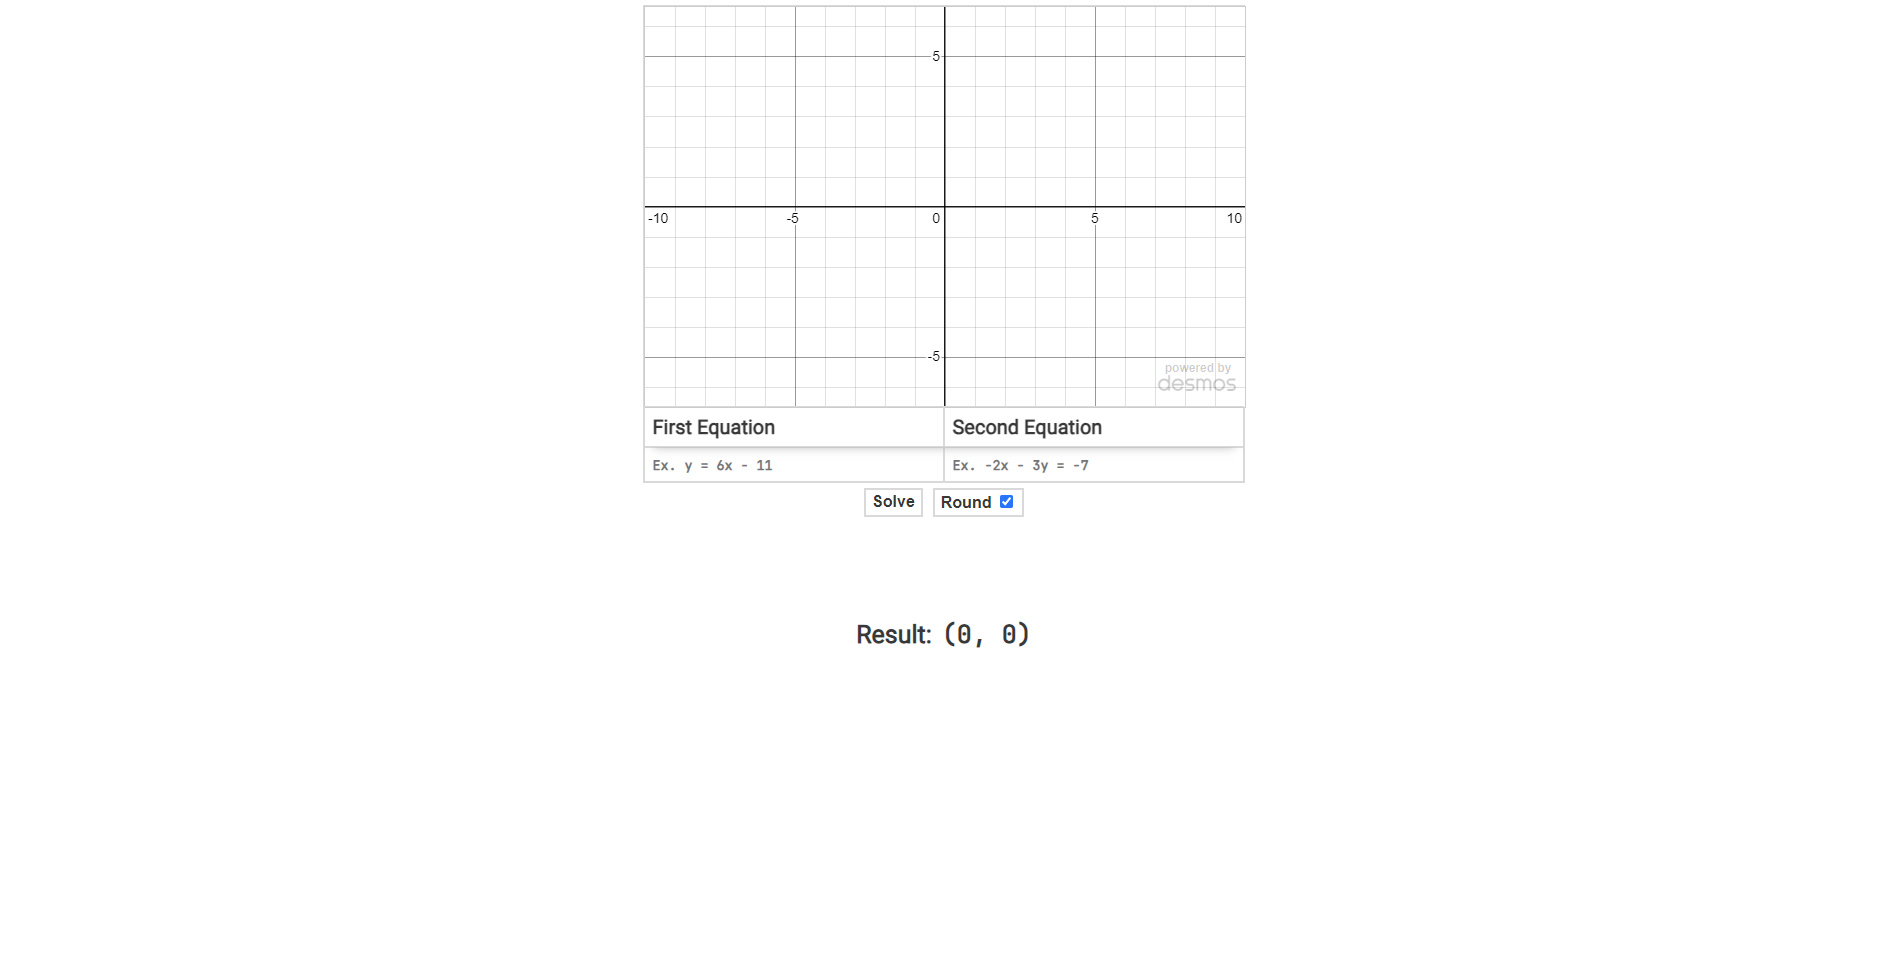 5
-10 -5 0 5 10
-5
powered by
desmos
First Equation Second Equation
Ex. y = 6x - 11 Ex. -2x - 3y = -7
Solve Round
Result: (0, 0)